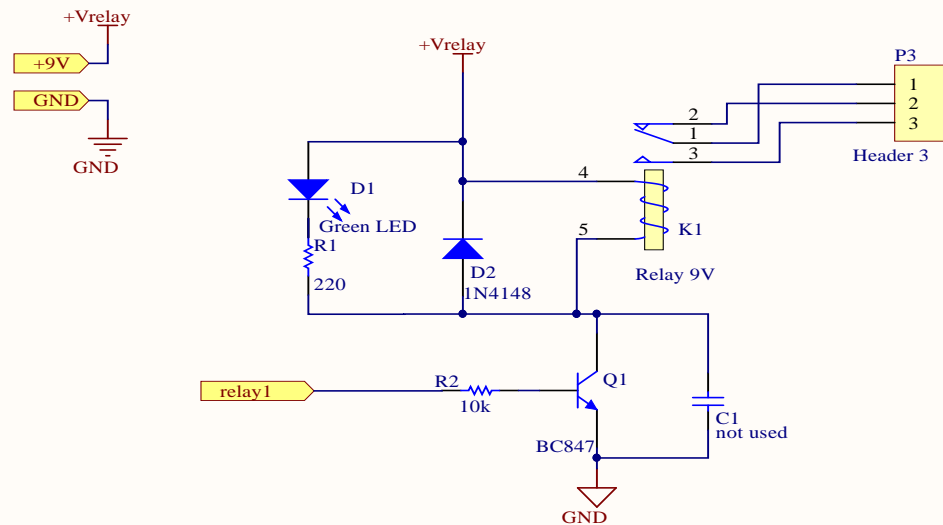 +Vrelay
+9V
GND
GND
+Vrelay
P3
1
2
3
Header 3
2
1
3
4
5
K1
Relay 9V
D1
Green LED
R1
220
D2
1N4148
relay1
R2
10k
Q1
BC847
C1
not used
GND